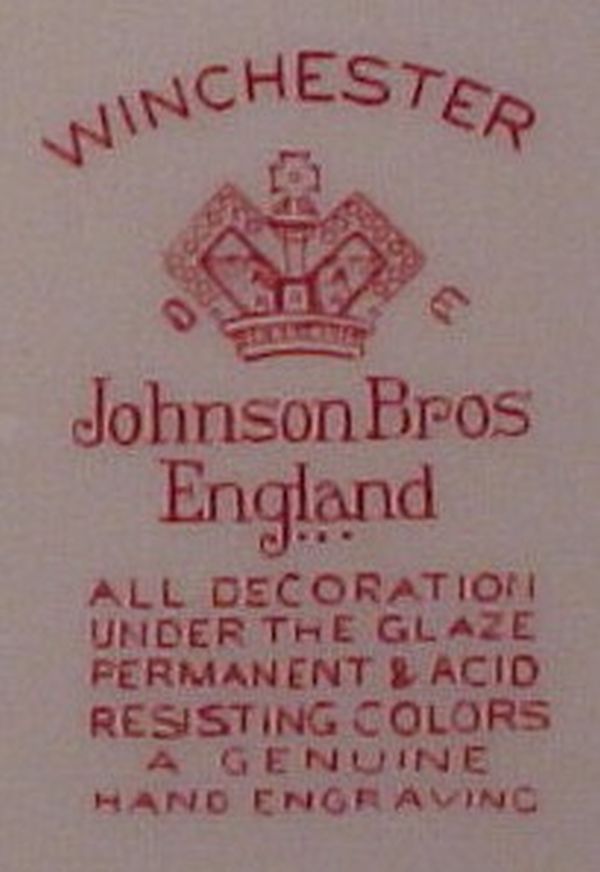 WINCHESTER
D E
Johnson Bros
England
ALL DECORATION
UNDER THE GLAZE
PERMANENT & ACID
RESISTING COLORS
A GENUINE
HAND ENGRAVING